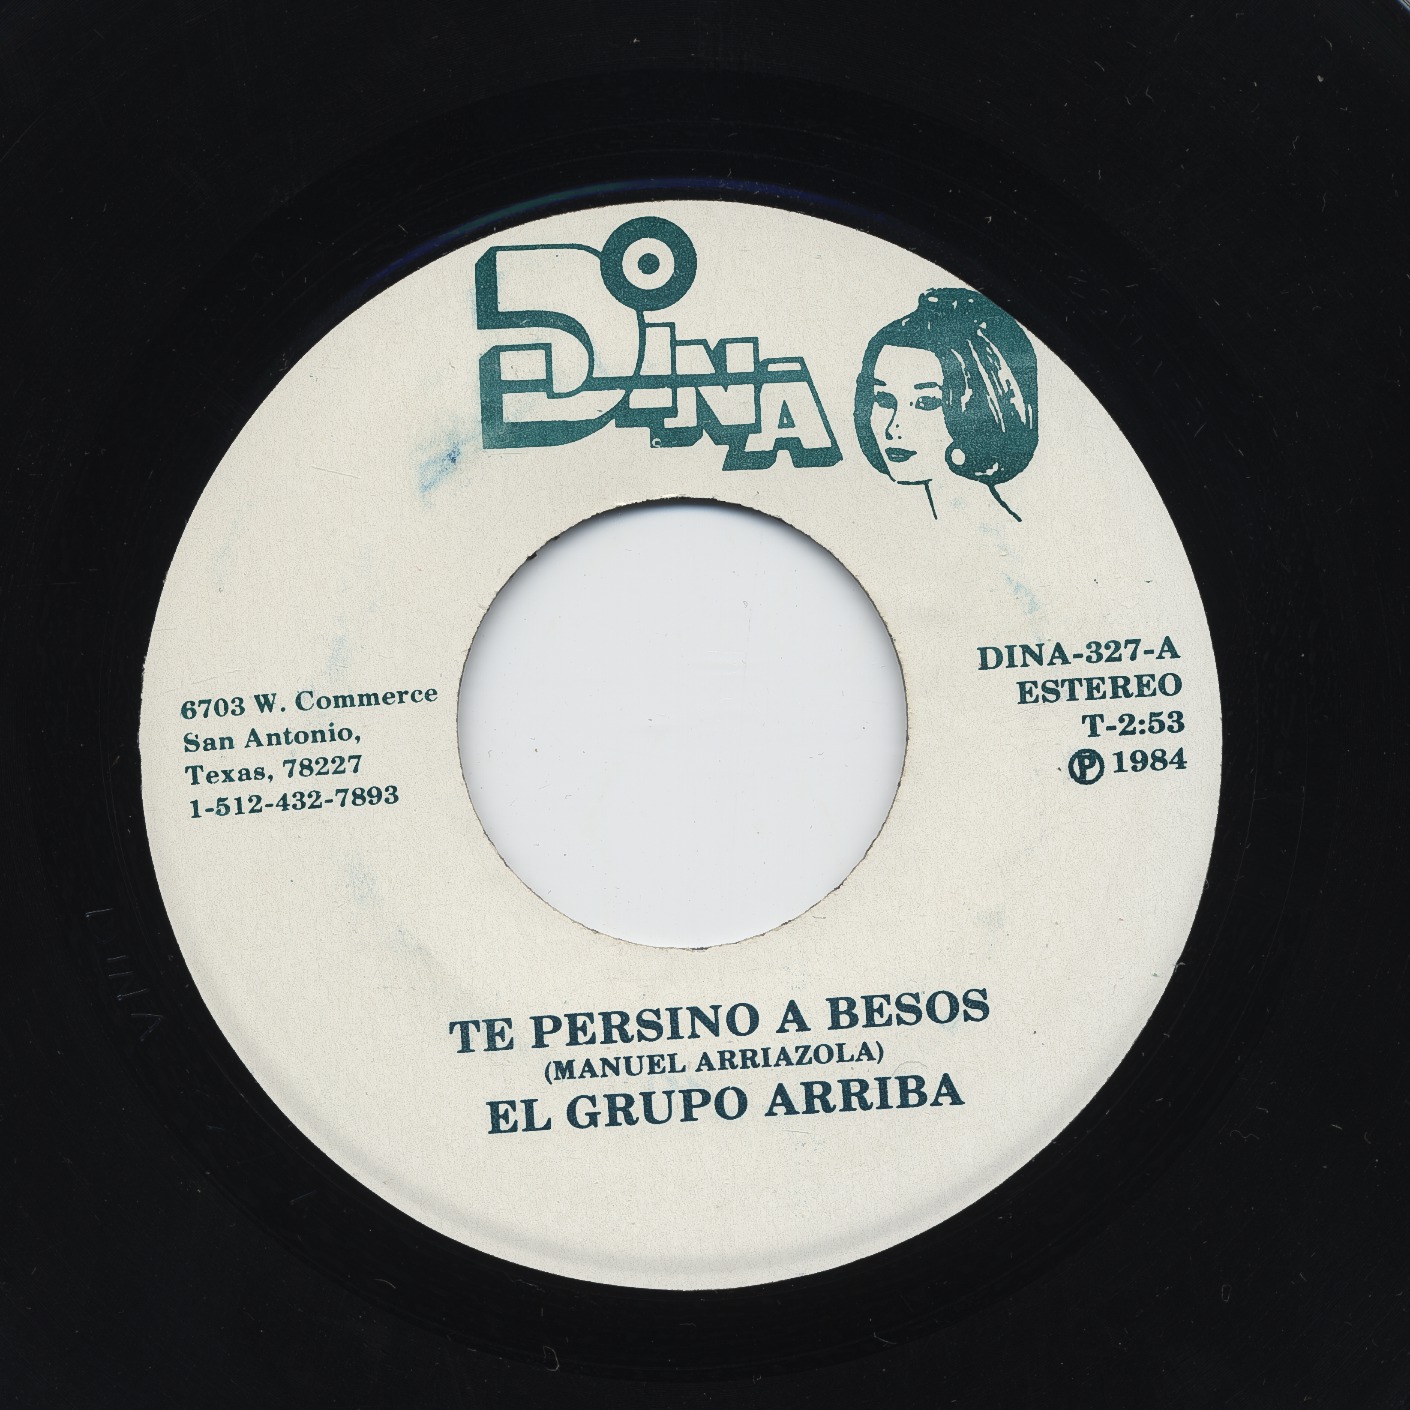 DINA
6703 W. Commerce
San Antonio,
Texas, 78227
1-512-432-7893
DINA-327-A
ESTEREO
T-2:53
Ⓟ 1984
TE PERSINO A BESOS
(MANUEL ARRIAZOLA)
EL GRUPO ARRIBA